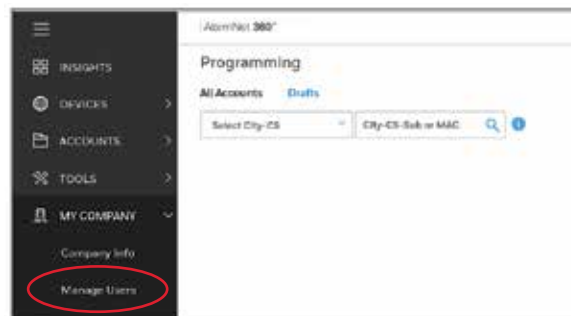 AlarmNet 360°
INSIGHTS
DEVICES
ACCOUNTS
TOOLS
MY COMPANY
Company Info
Manage Users
Programming
All Accounts Drafts
Select City-CS
City-CS-Sub or MAC